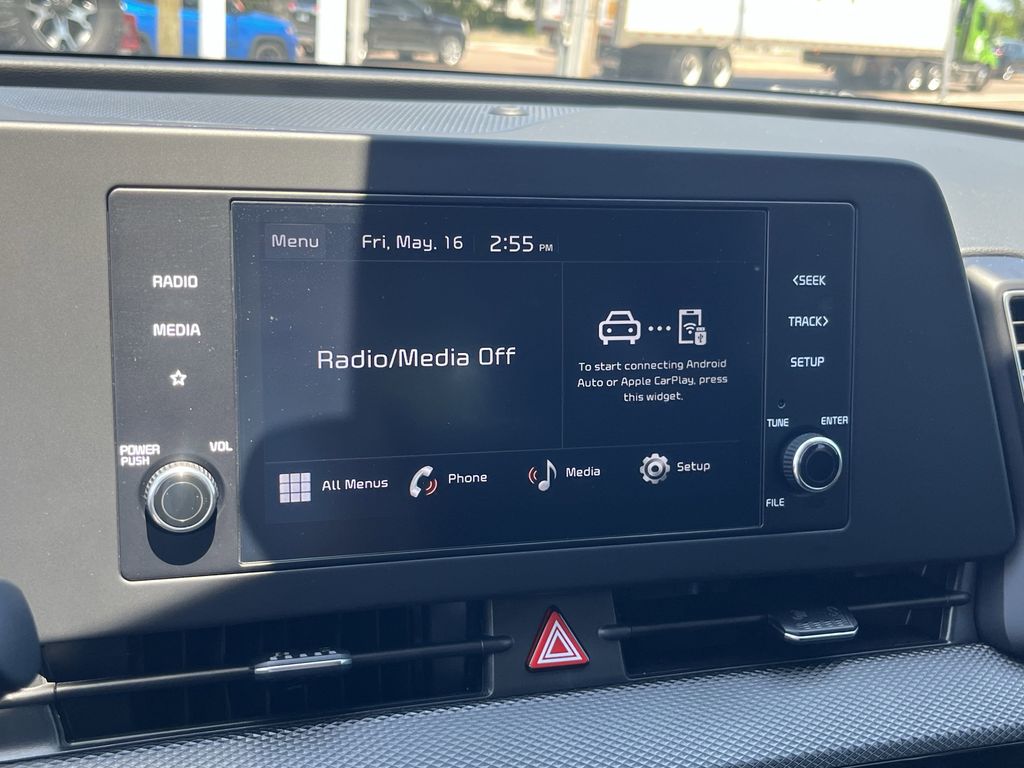 Menu
Fri, May. 16
2:55 PM
RADIO
MEDIA
POWER
PUSH
VOL
Radio/Media Off
To start connecting Android
Auto or Apple CarPlay, press
this widget.
All Menus
Phone
Media
Setup
<SEEK
TRACK>
SETUP
TUNE
ENTER
FILE